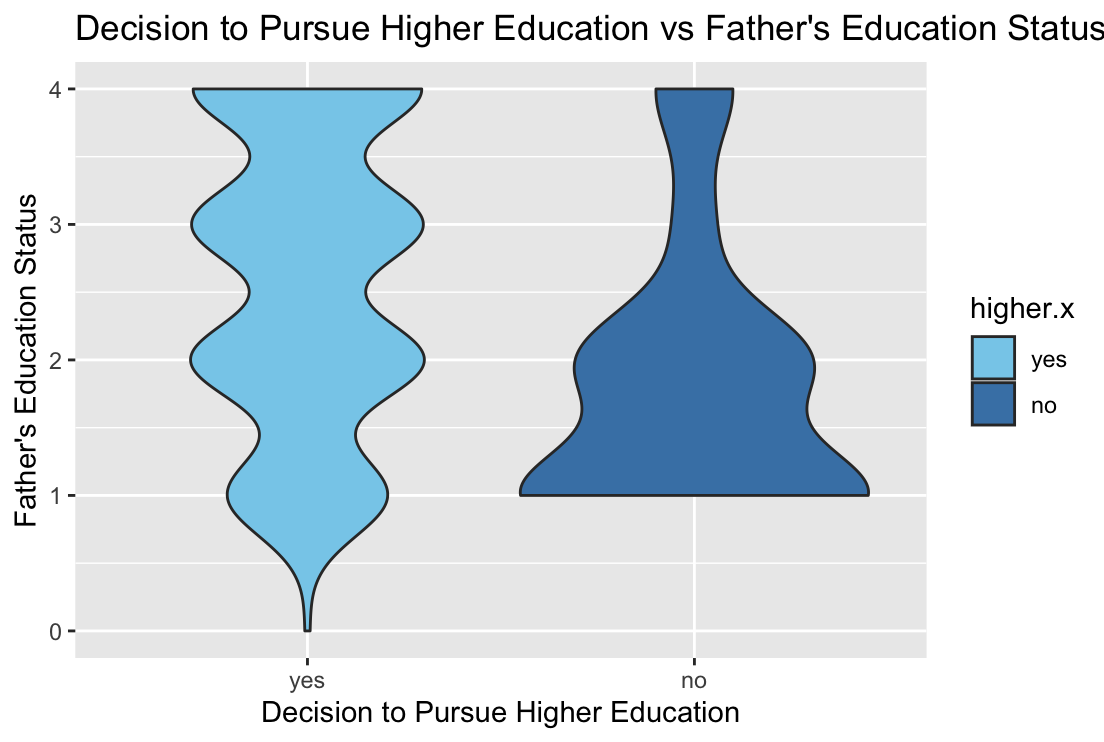 Decision to Pursue Higher Education vs Father's Education Status
Father's Education Status
4
3
2
1
0
yes
no
Decision to Pursue Higher Education
higher.x
yes
no